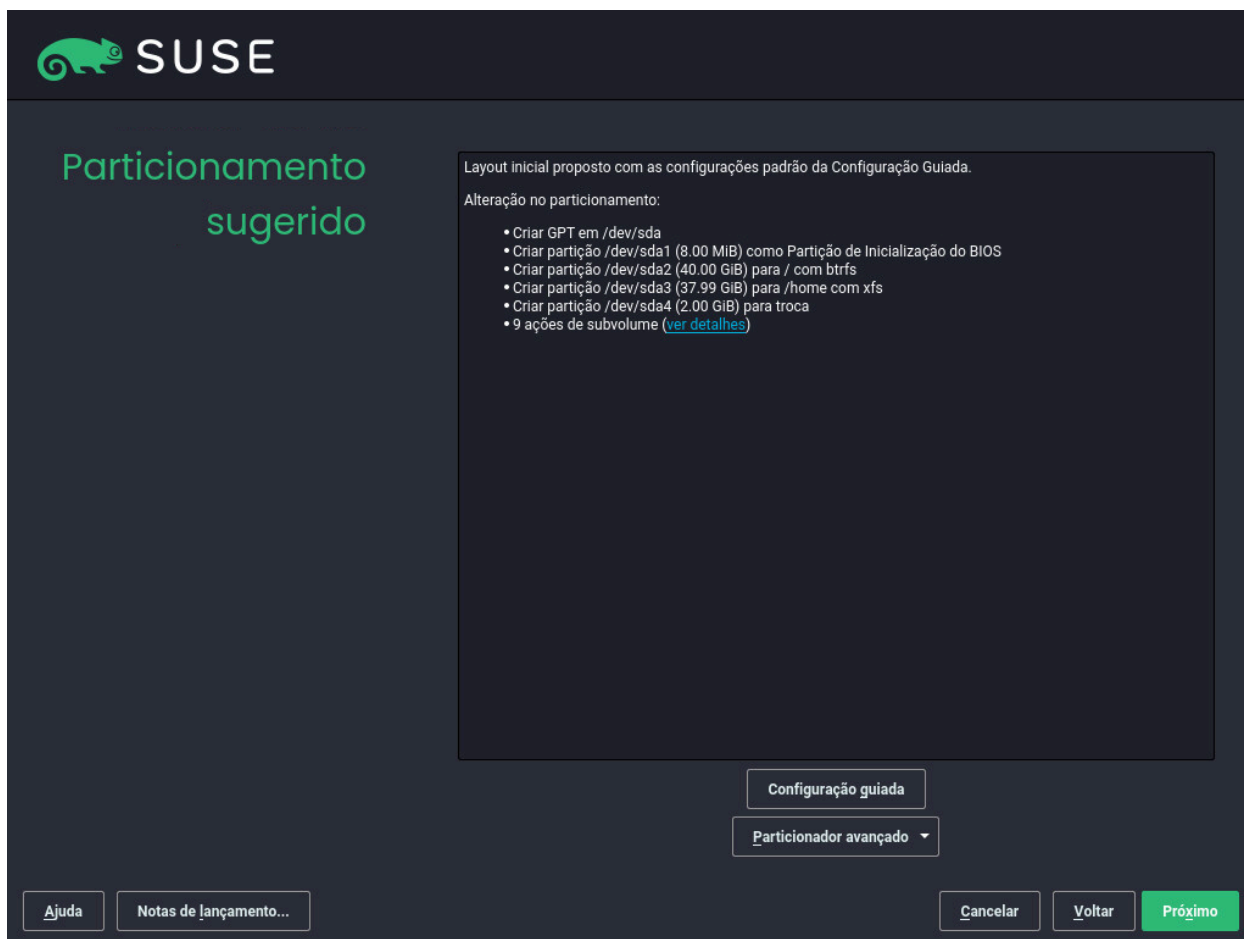 SUSE
Particionamento
sugerido
Layout inicial proposto com as configurações padrão da Configuração Guiada.
Alteração no particionamento:
• Criar GPT em /dev/sda
• Criar partição /dev/sda1 (8.00 MiB) como Partição de Inicialização do BIOS
• Criar partição /dev/sda2 (40.00 GiB) para / com btrfs
• Criar partição /dev/sda3 (37.99 GiB) para /home com xfs
• Criar partição /dev/sda4 (2.00 GiB) para troca
• 9 ações de subvolume (ver detalhes)
Configuração guiada
Particionador avançado
Ajuda
Notas de lançamento...
Cancelar
Voltar
Próximo